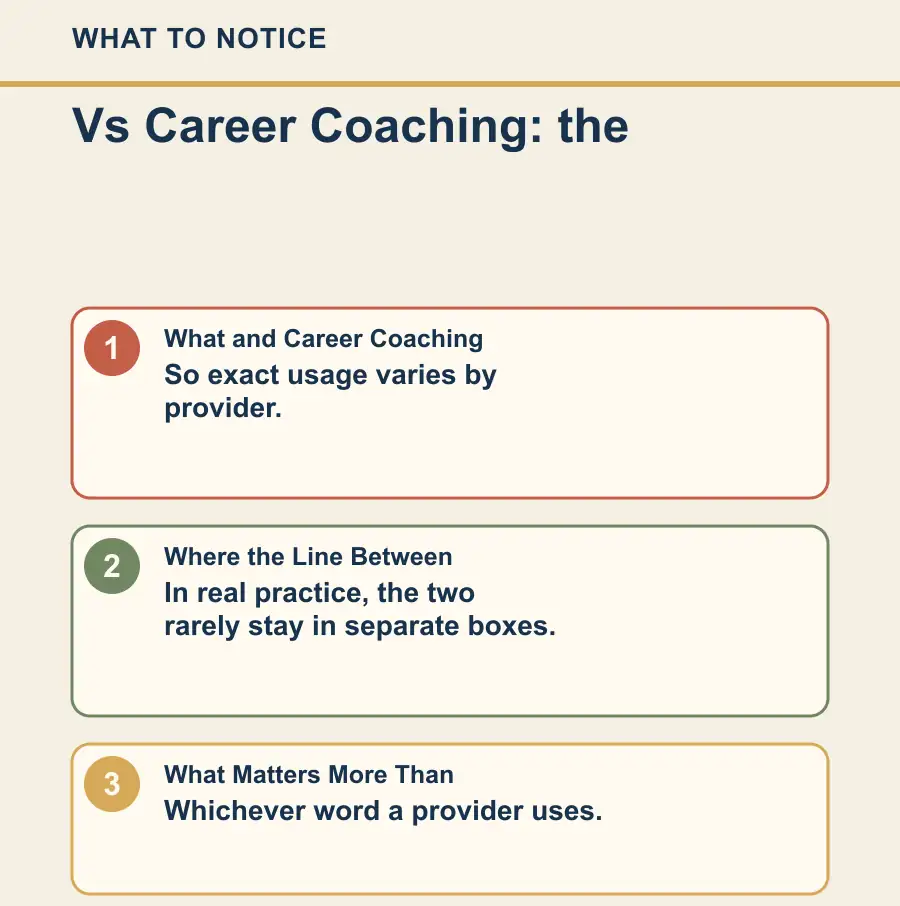 WHAT TO NOTICE
Vs Career Coaching: the
1
What and Career Coaching
So exact usage varies by
provider.
2
Where the Line Between
In real practice, the two
rarely stay in separate boxes.
3
What Matters More Than
Whichever word a provider uses.